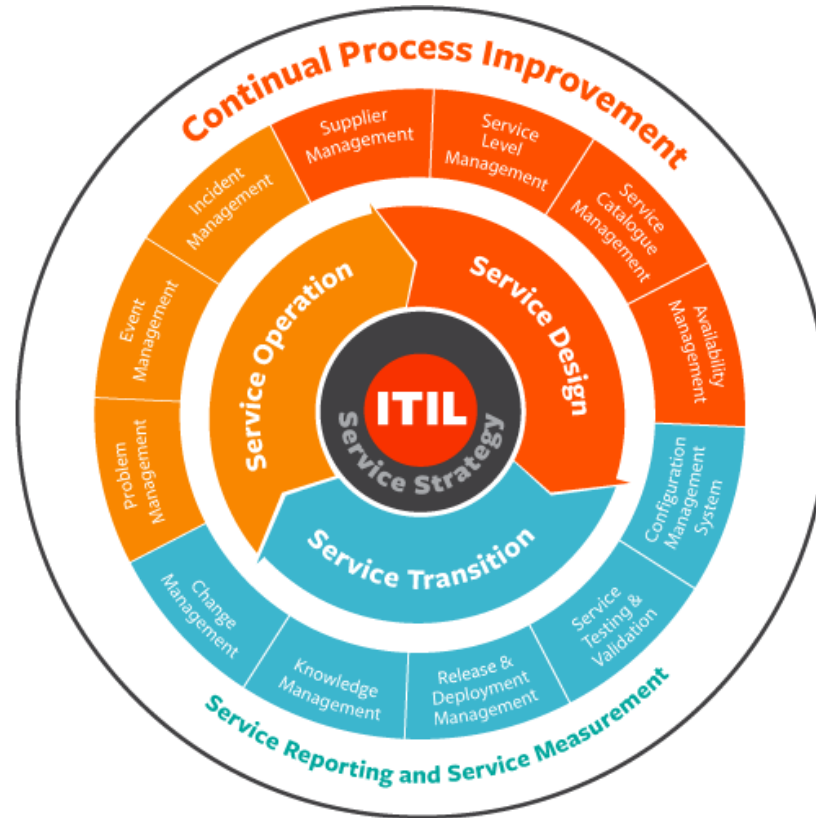 Continual Process Improvement
Supplier
Management
Service
Level
Management
Service
Catalogue
Management
Availability
Management
Configuration
Management
System
Service
Testing &
Validation
Release &
Deployment
Management
Knowledge
Management
Change
Management
Problem
Management
Event
Management
Incident
Management
Service Design
Service Transition
Service Operation
ITIL
Service Strategy
Service Reporting and Service Measurement